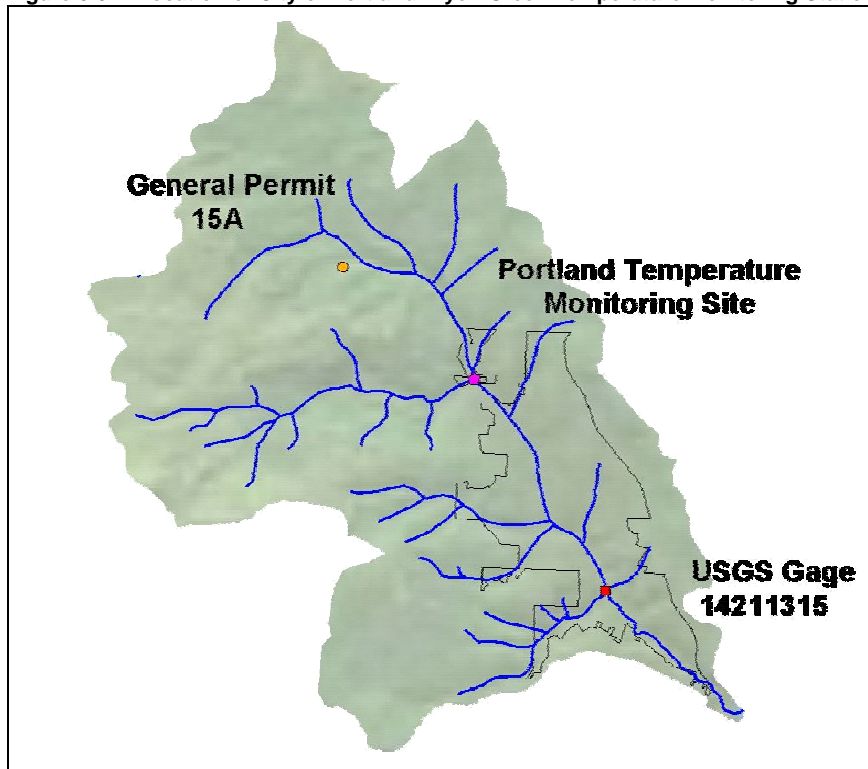 General Permit
15A
Portland Temperature
Monitoring Site
USGS Gage
14211315